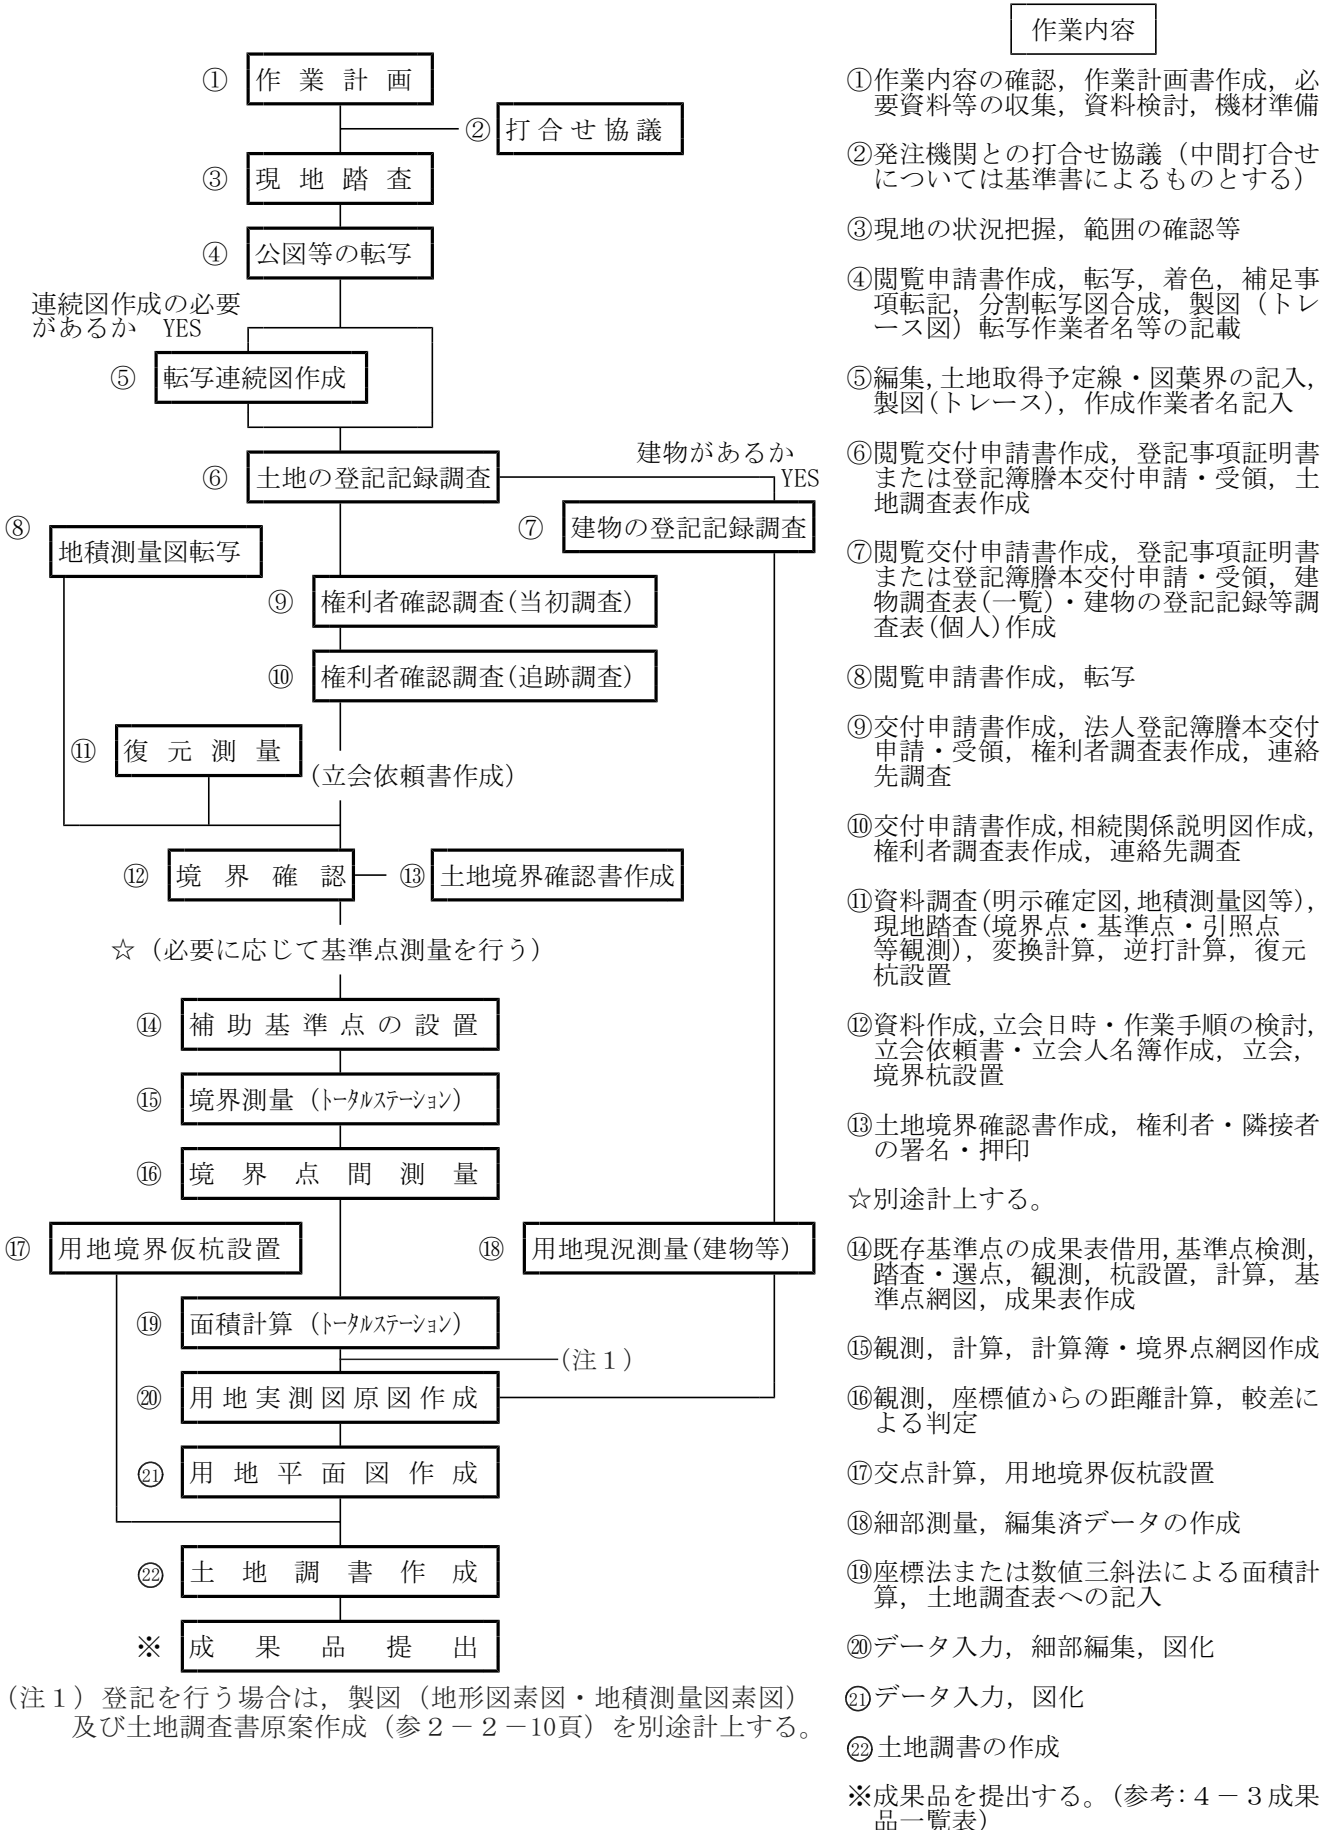 ① 作業計画
② 打合せ協議
③ 現地踏査
④ 公図等の転写
連続図作成の必要
があるか YES
⑤ 転写連続図作成
建物があるか
YES
⑥ 土地の登記記録調査
⑦ 建物の登記記録調査
⑧ 地積測量図転写
⑨ 権利者確認調査(当初調査)
⑩ 権利者確認調査(追跡調査)
⑪ 復元測量
(立会依頼書作成)
⑫ 境界確認
⑬ 土地境界確認書作成
☆(必要に応じて基準点測量を行う)
⑭ 補助基準点の設置
⑮ 境界測量(トータルステーション)
⑯ 境界点間測量
⑰ 用地境界仮杭設置
⑱ 用地現況測量(建物等)
⑲ 面積計算(トータルステーション)
(注1)
⑳ 用地実測図原図作成
㉑ 用地平面図作成
㉒ 土地調書作成
※ 成果品提出
(注1)登記を行う場合は,製図(地形図素図・地積測量図素図)
及び土地調査書原案作成(参2-2-10頁)を別途計上する。
作業内容
①作業内容の確認,作業計画書作成,必
要資料等の収集,資料検討,機材準備
②発注機関との打合せ協議(中間打合せ
については基準書によるものとする)
③現地の状況把握,範囲の確認等
④閲覧申請書作成,転写,着色,補足事
項転記,分割転写図合成,製図(トレ
ース図)転写作業者名等の記載
⑤編集,土地取得予定線・図葉界の記入,
製図(トレース),作成作業者名記入
⑥閲覧交付申請書作成,登記事項証明書
または登記簿謄本交付申請・受領,土
地調査表作成
⑦閲覧交付申請書作成,登記事項証明書
または登記簿謄本交付申請・受領,建
物調査表(一覧)・建物の登記記録等調
査表(個人)作成
⑧閲覧申請書作成,転写
⑨交付申請書作成,法人登記簿謄本交付
申請・受領,権利者調査表作成,連絡
先調査
⑩交付申請書作成,相続関係説明図作成,
権利者調査表作成,連絡先調査
⑪資料調査(明示確定図,地積測量図等),
現地踏査(境界点・基準点・引照点
等観測),変換計算,逆打計算,復元
杭設置
⑫資料作成,立会日時・作業手順の検討,
立会依頼書・立会人名簿作成,立会,
境界杭設置
⑬土地境界確認書作成,権利者・隣接者
の署名・押印
☆別途計上する。
⑭既存基準点の成果表借用,基準点検測,
踏査・選点,観測,杭設置,計算,基
準点網図,成果表作成
⑮観測,計算,計算簿・境界点網図作成
⑯観測,座標値からの距離計算,較差に
よる判定
⑰交点計算,用地境界仮杭設置
⑱細部測量,編集済データの作成
⑲座標法または数値三斜法による面積計
算,土地調査表への記入
⑳データ入力,細部編集,図化
㉑データ入力,図化
㉒土地調書の作成
※成果品を提出する。(参考:4-3成果
品一覧表)